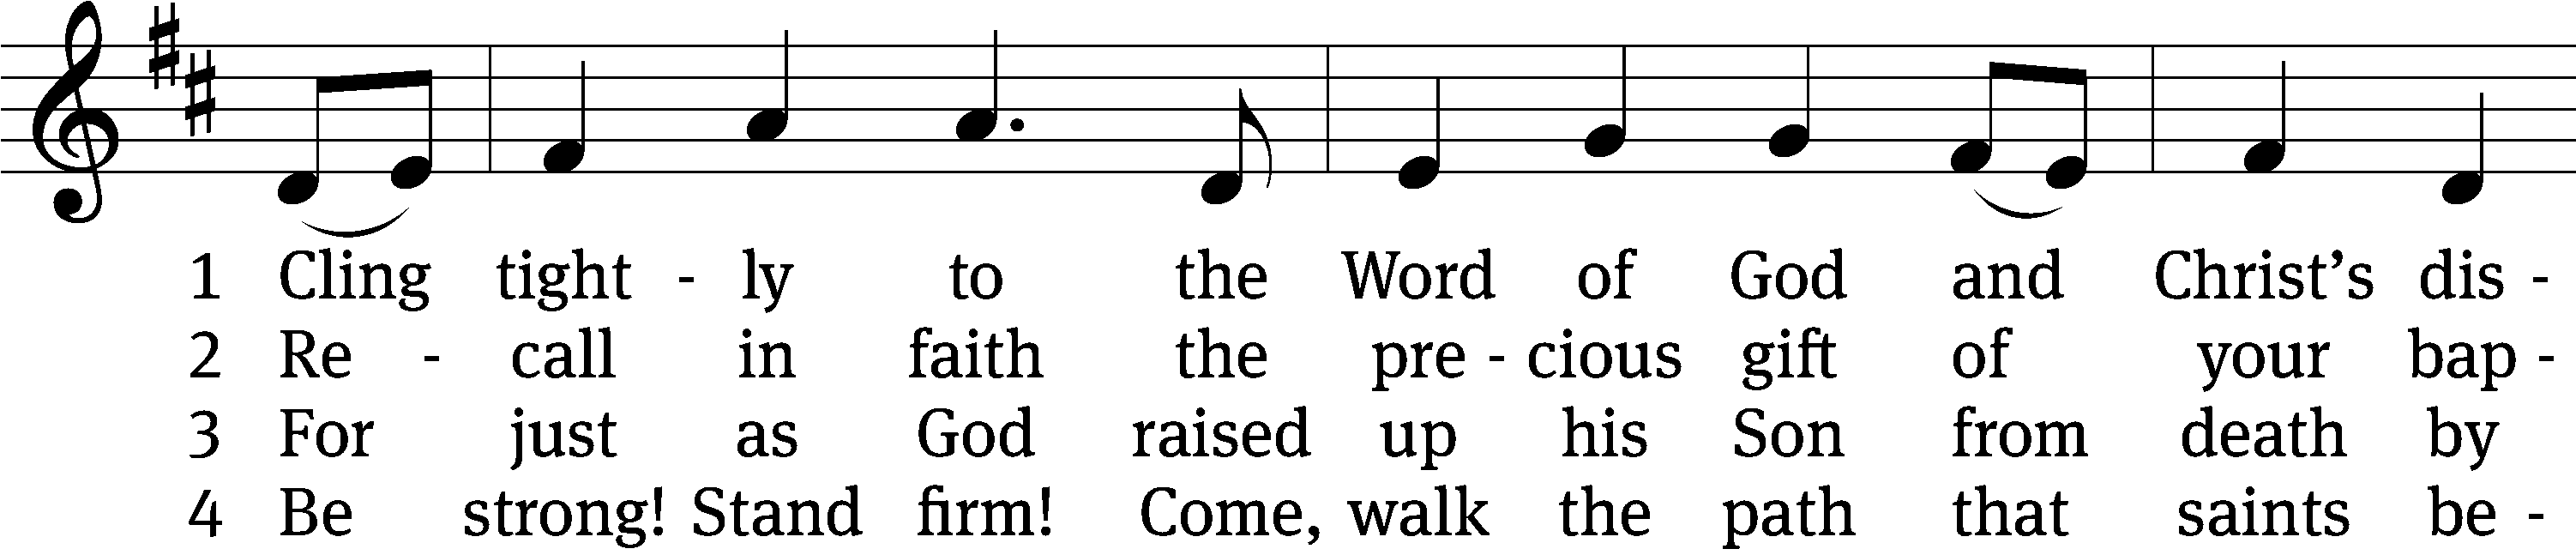 1 Cling tight - ly to the Word of God and Christ’s dis -
2 Re - call in faith the pre - cious gift of your bap -
3 For just as God raised up his Son from death by
4 Be strong! Stand firm! Come, walk the path that saints be -